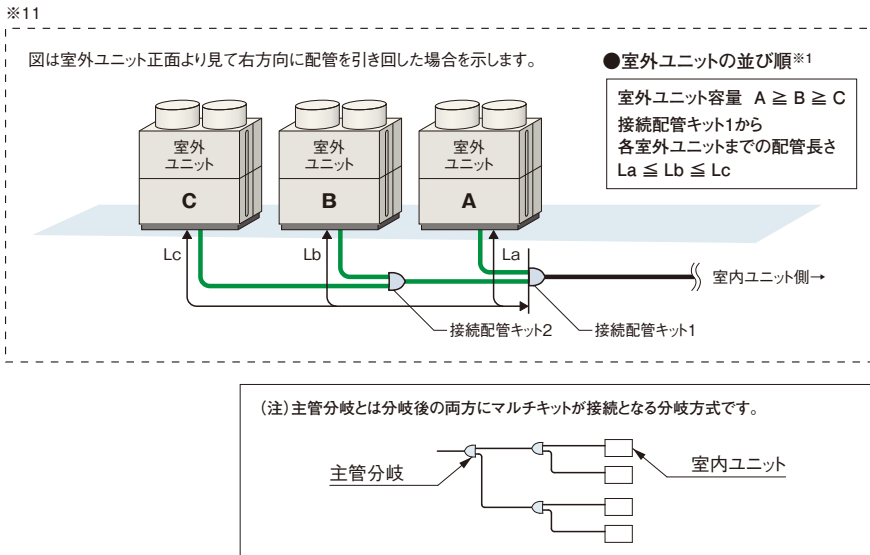 ※11
図は室外ユニット正面より見て右方向に配管を引き回した場合を示します。
●室外ユニットの並び順※1
室外ユニット容量 A ≧ B ≧ C
接続配管キット1から
各室外ユニットまでの配管長さ
La ≦ Lb ≦ Lc
室外
ユニット
C
室外
ユニット
B
室外
ユニット
A
Lc
Lb
La
室内ユニット側→
接続配管キット2
接続配管キット1
(注)主管分岐とは分岐後の両方にマルチキットが接続となる分岐方式です。
主管分岐
室内ユニット